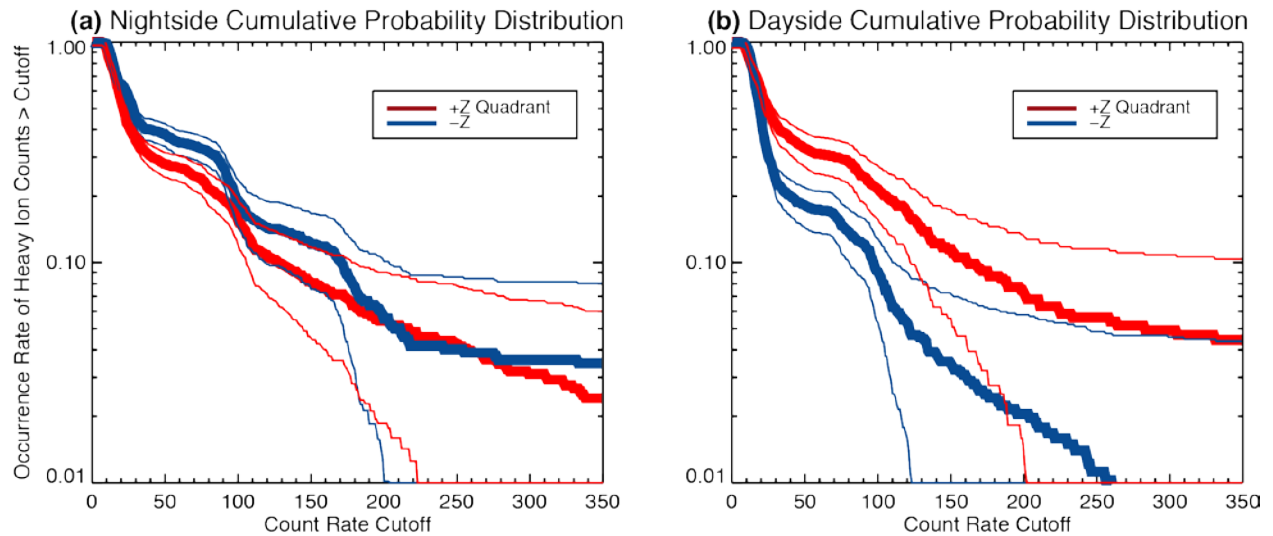 (a) Nightside Cumulative Probability Distribution
Occurrence Rate of Heavy Ion Counts > Cutoff
1.00
0.10
0.01
+Z Quadrant
−Z
0 50 100 150 200 250 300 350
Count Rate Cutoff
(b) Dayside Cumulative Probability Distribution
1.00
0.10
0.01
+Z Quadrant
−Z
0 50 100 150 200 250 300 350
Count Rate Cutoff